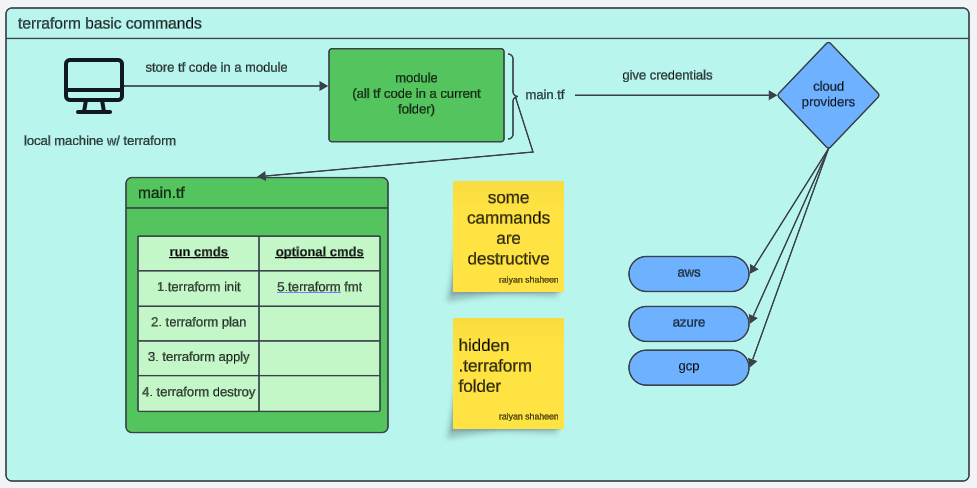 terraform basic commands
store tf code in a module
module
(all tf code in a current
folder)
main.tf
give credentials
cloud
providers
local machine w/ terraform
main.tf
run cmds
optional cmds
1.terraform init
5.terraform fmt
2. terraform plan
3. terraform apply
4. terraform destroy
some
cammands
are
destructive
raiyan shaheen
hidden
.terraform
folder
raiyan shaheen
aws
azure
gcp